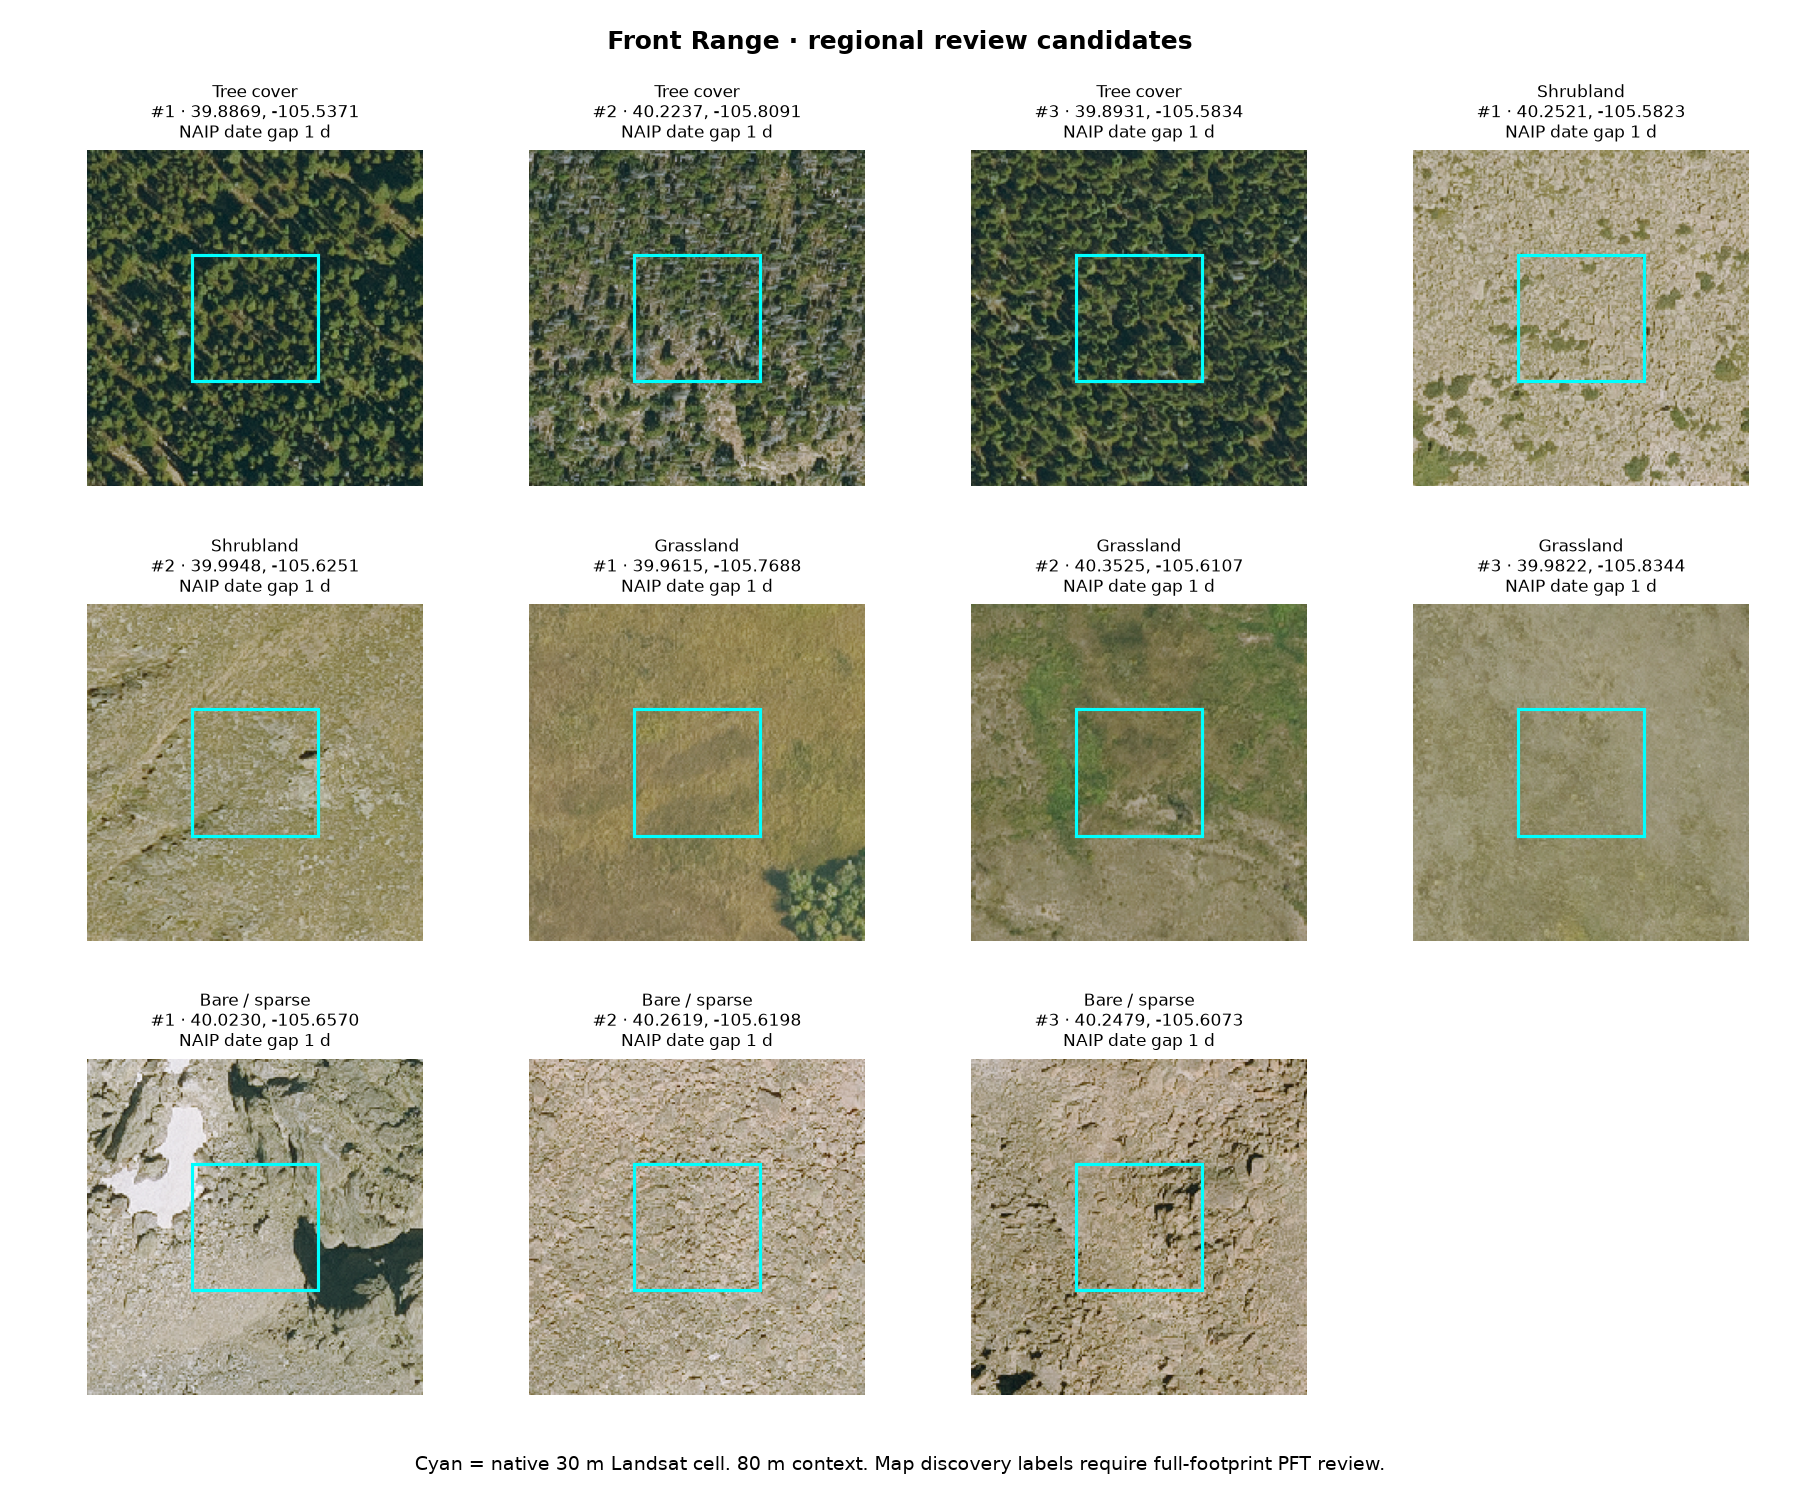 Front Range · regional review candidates
Tree cover
#1 · 39.8869, -105.5371
NAIP date gap 1 d
Tree cover
#2 · 40.2237, -105.8091
NAIP date gap 1 d
Tree cover
#3 · 39.8931, -105.5834
NAIP date gap 1 d
Shrubland
#1 · 40.2521, -105.5823
NAIP date gap 1 d
Shrubland
#2 · 39.9948, -105.6251
NAIP date gap 1 d
Grassland
#1 · 39.9615, -105.7688
NAIP date gap 1 d
Grassland
#2 · 40.3525, -105.6107
NAIP date gap 1 d
Grassland
#3 · 39.9822, -105.8344
NAIP date gap 1 d
Bare / sparse
#1 · 40.0230, -105.6570
NAIP date gap 1 d
Bare / sparse
#2 · 40.2619, -105.6198
NAIP date gap 1 d
Bare / sparse
#3 · 40.2479, -105.6073
NAIP date gap 1 d
Cyan = native 30 m Landsat cell. 80 m context. Map discovery labels require full-footprint PFT review.